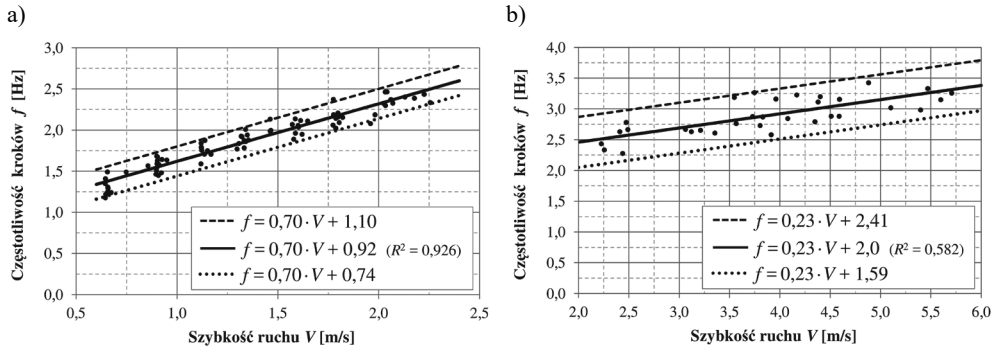 a)
Częstotliwość kroków f [Hz]
3,0
2,5
2,0
1,5
1,0
0,5
0,0
f = 0,70 · V + 1,10
f = 0,70 · V + 0,92 (R² = 0,926)
f = 0,70 · V + 0,74
0,5 1,0 1,5 2,0 2,5
Szybkość ruchu V [m/s]
b)
Częstotliwość kroków f [Hz]
4,0
3,5
3,0
2,5
2,0
1,5
1,0
0,5
0,0
f = 0,23 · V + 2,41
f = 0,23 · V + 2,0 (R² = 0,582)
f = 0,23 · V + 1,59
2,0 2,5 3,0 3,5 4,0 4,5 5,0 5,5 6,0
Szybkość ruchu V [m/s]